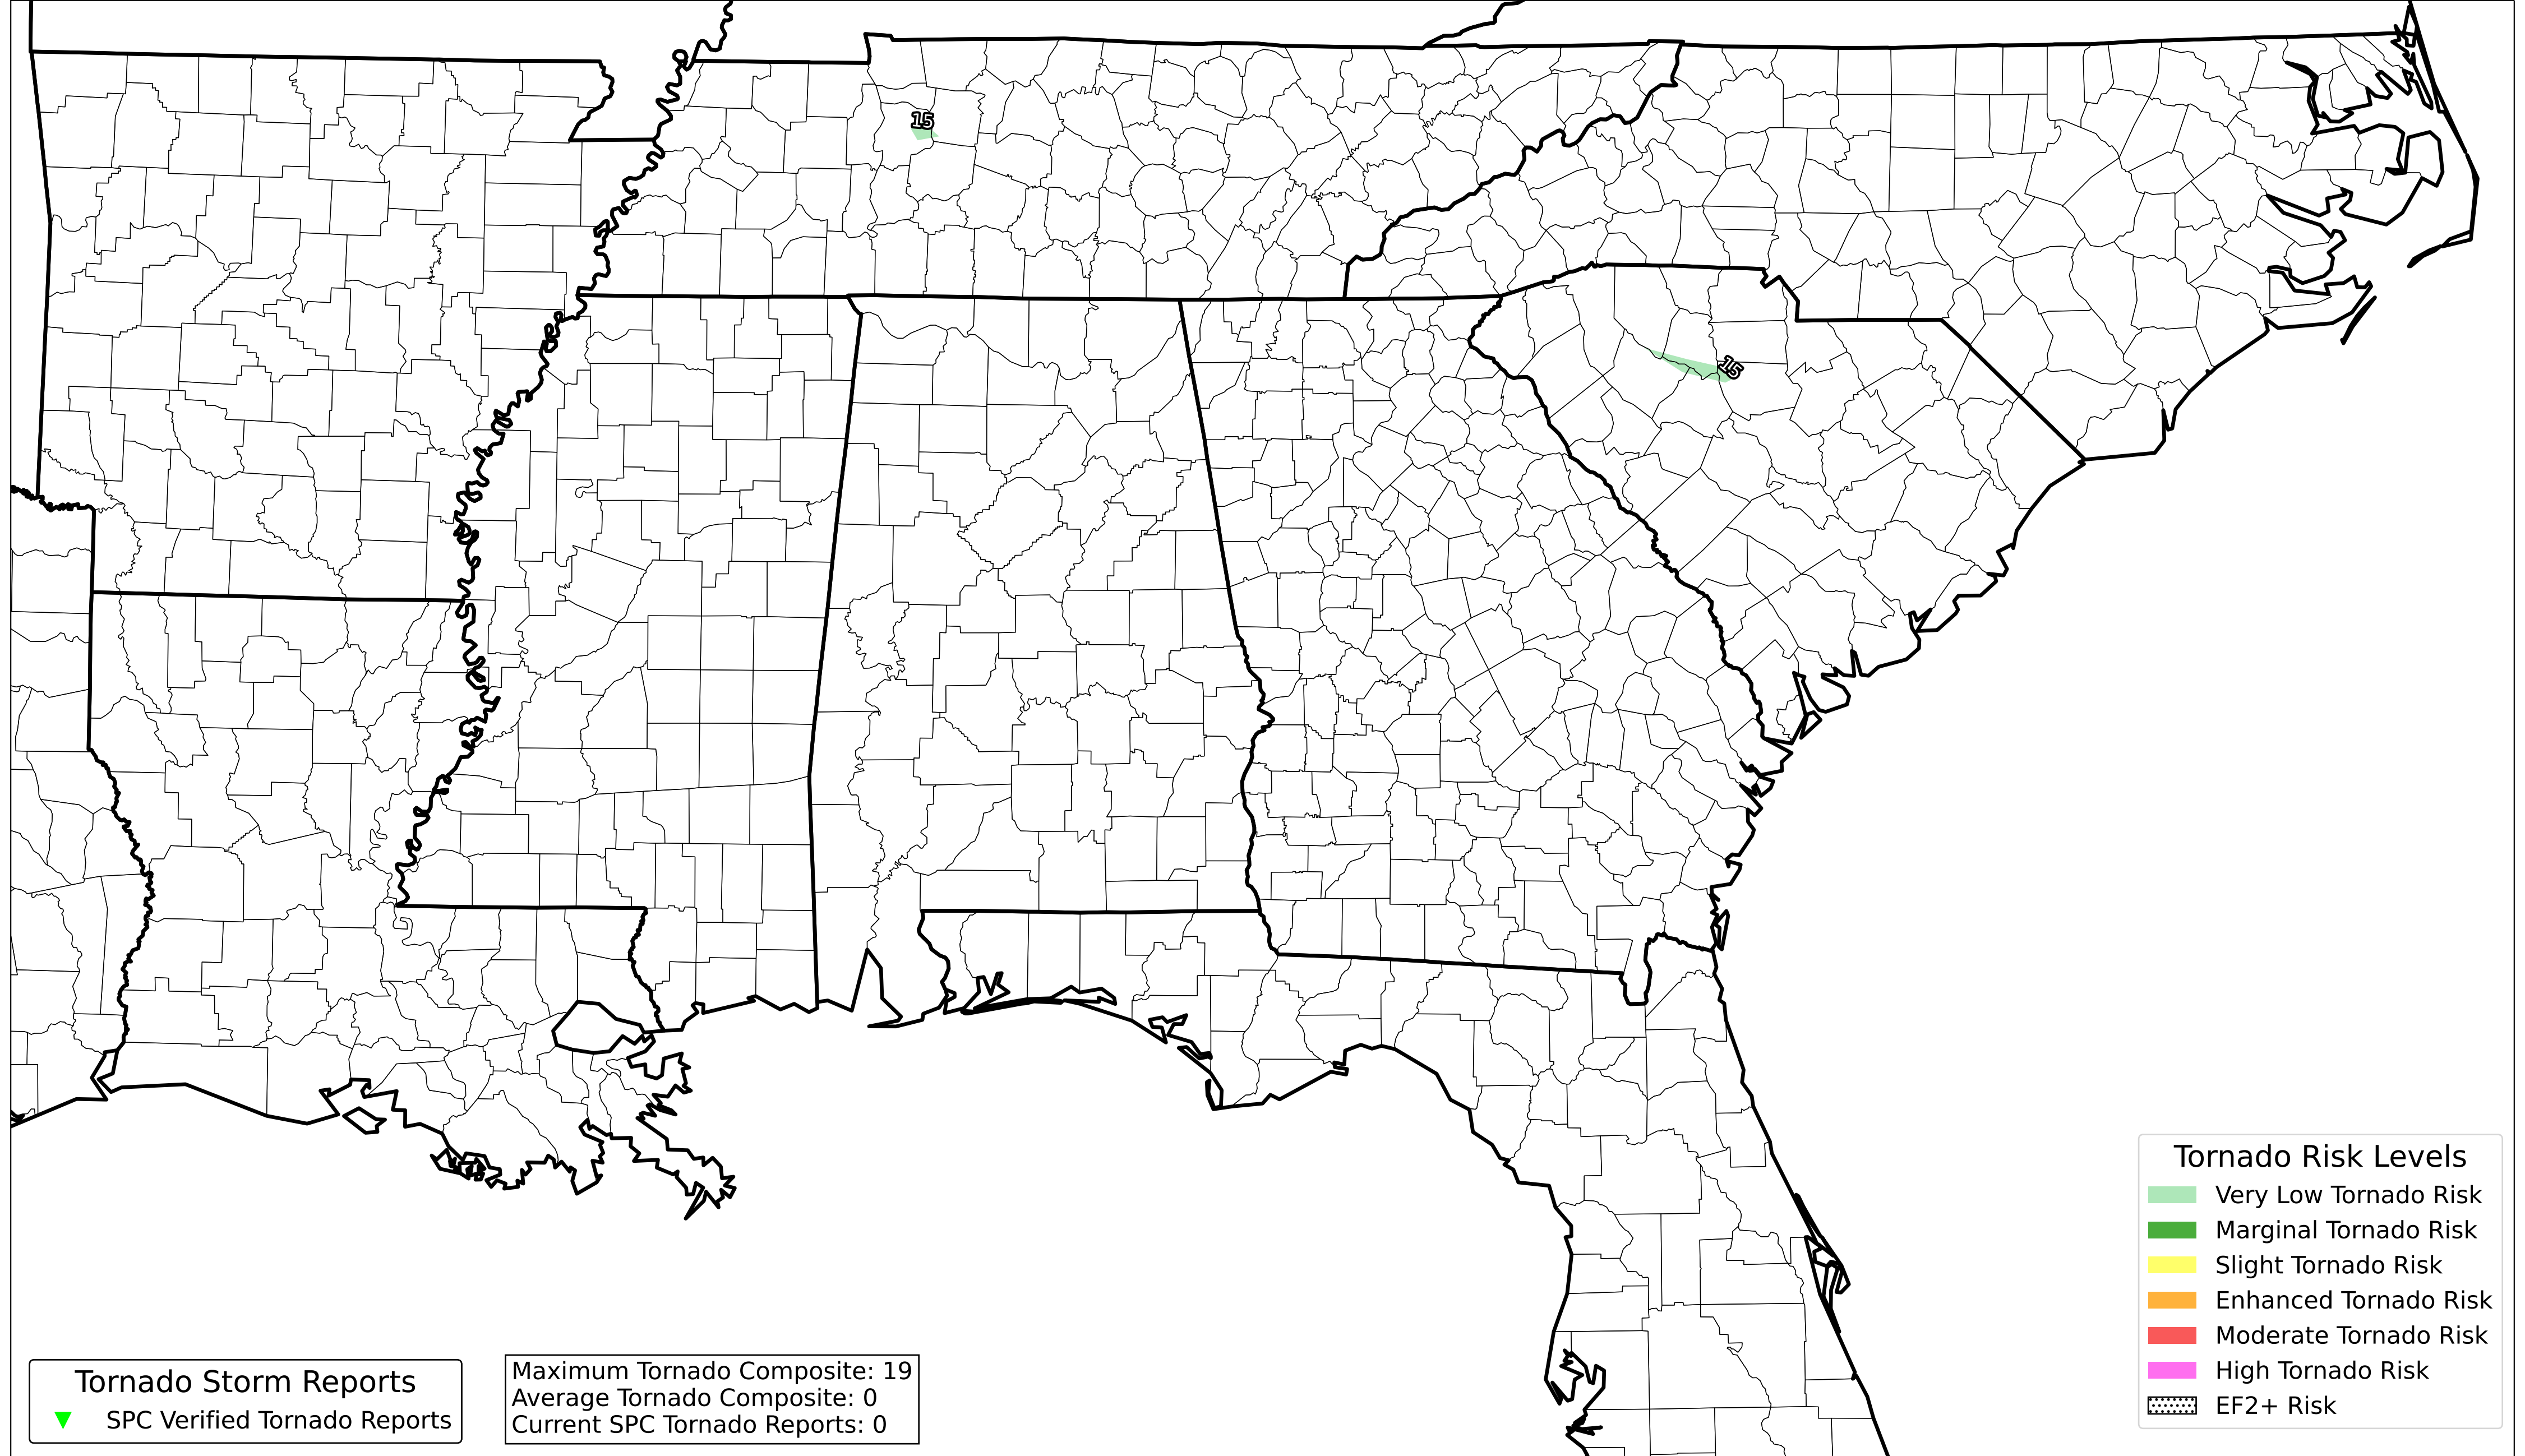 15
15
Tornado Storm Reports
SPC Verified Tornado Reports
Maximum Tornado Composite: 19
Average Tornado Composite: 0
Current SPC Tornado Reports: 0
Tornado Risk Levels
Very Low Tornado Risk
Marginal Tornado Risk
Slight Tornado Risk
Enhanced Tornado Risk
Moderate Tornado Risk
High Tornado Risk
EF2+ Risk